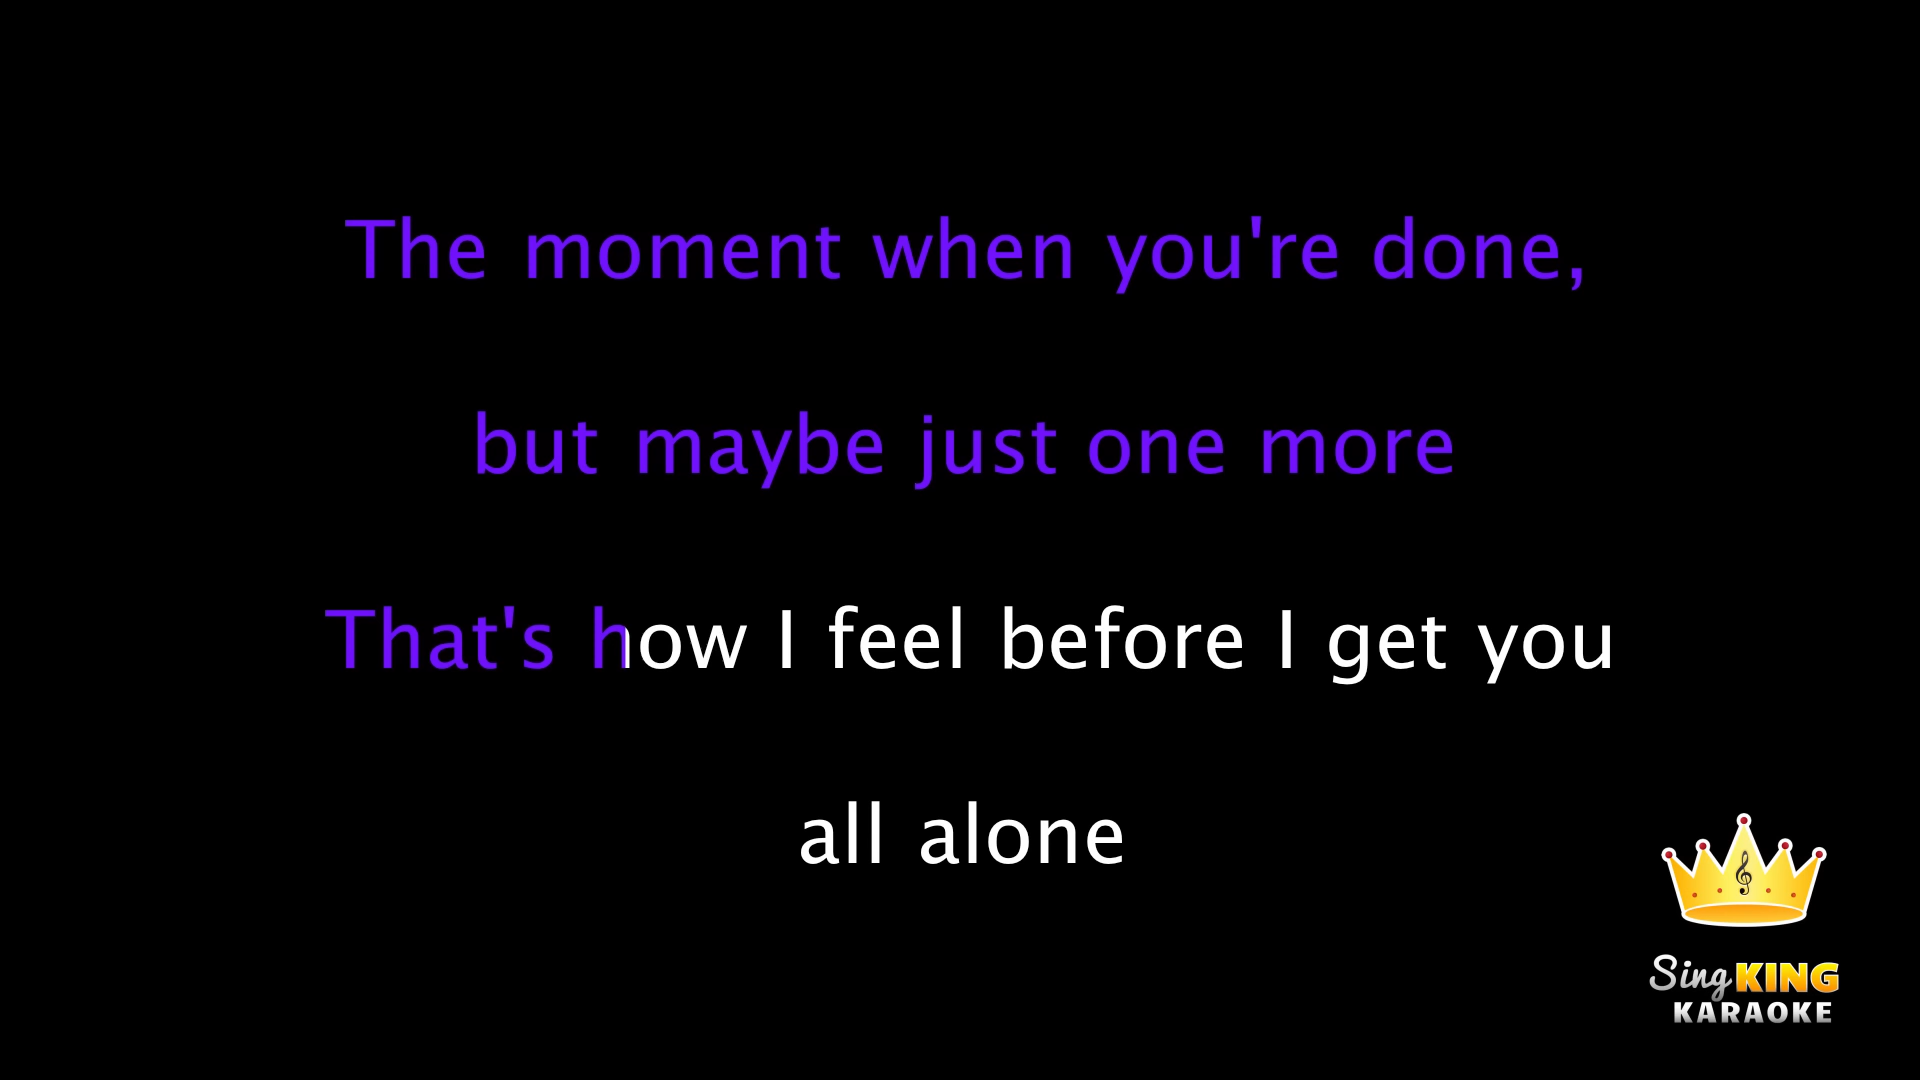 The moment when you're done,
but maybe just one more
That's how I feel before I get you
all alone
Sing KING
KARAOKE